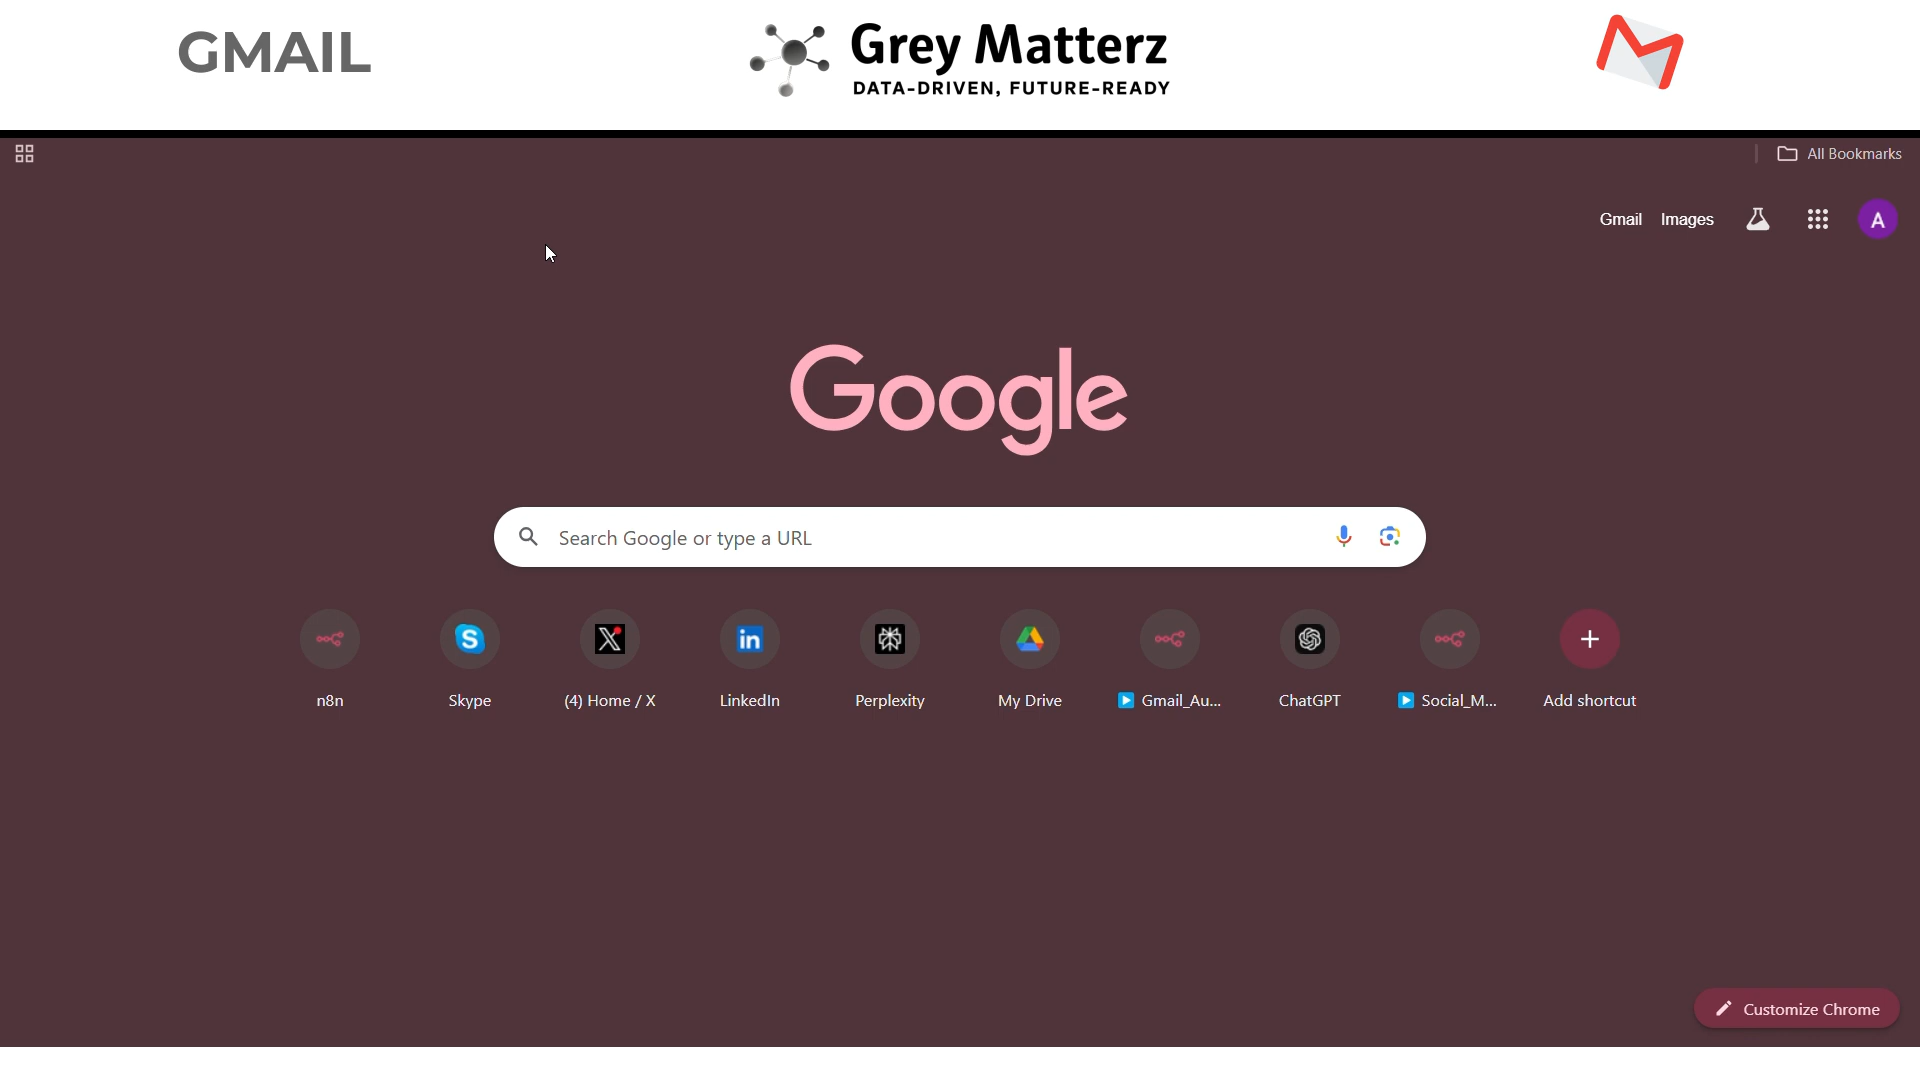 GMAIL
Grey Matterz
DATA-DRIVEN, FUTURE-READY
All Bookmarks
Gmail Images
A
Google
Search Google or type a URL
n8n
Skype
(4) Home / X
LinkedIn
Perplexity
My Drive
Gmail_Au...
ChatGPT
Social_M...
Add shortcut
Customize Chrome